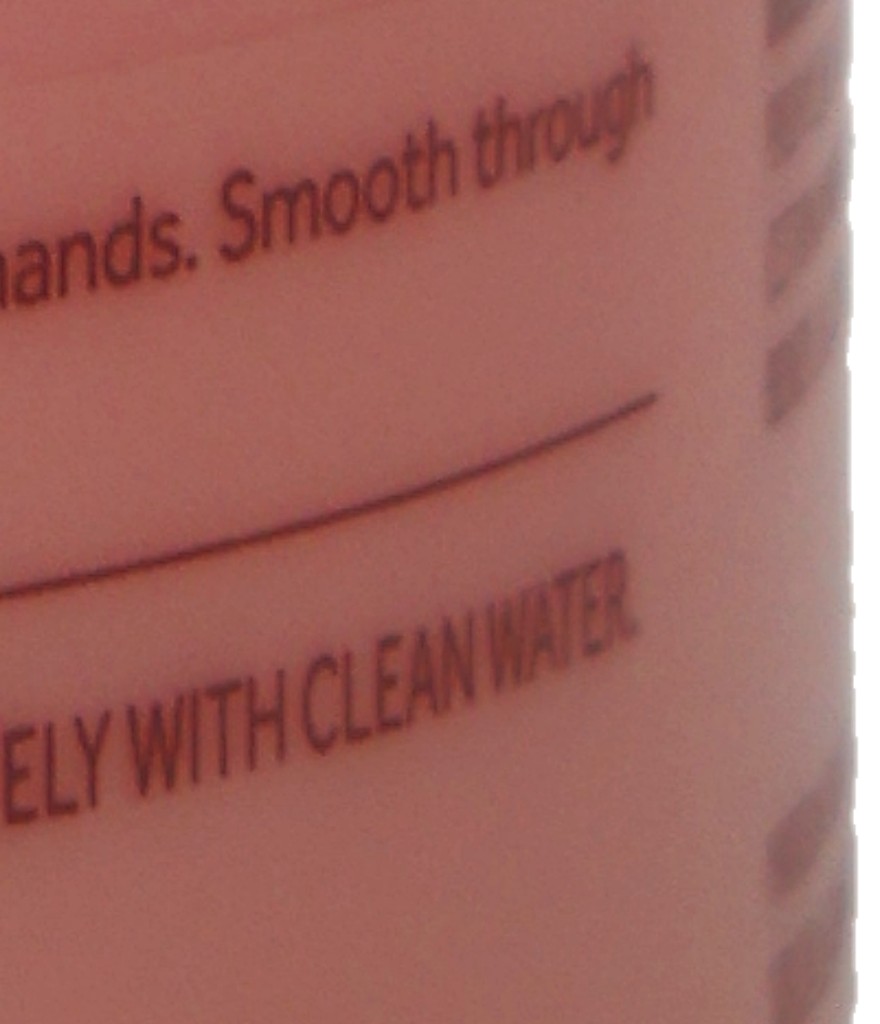 hands. Smooth through
ELY WITH CLEAN WATER.